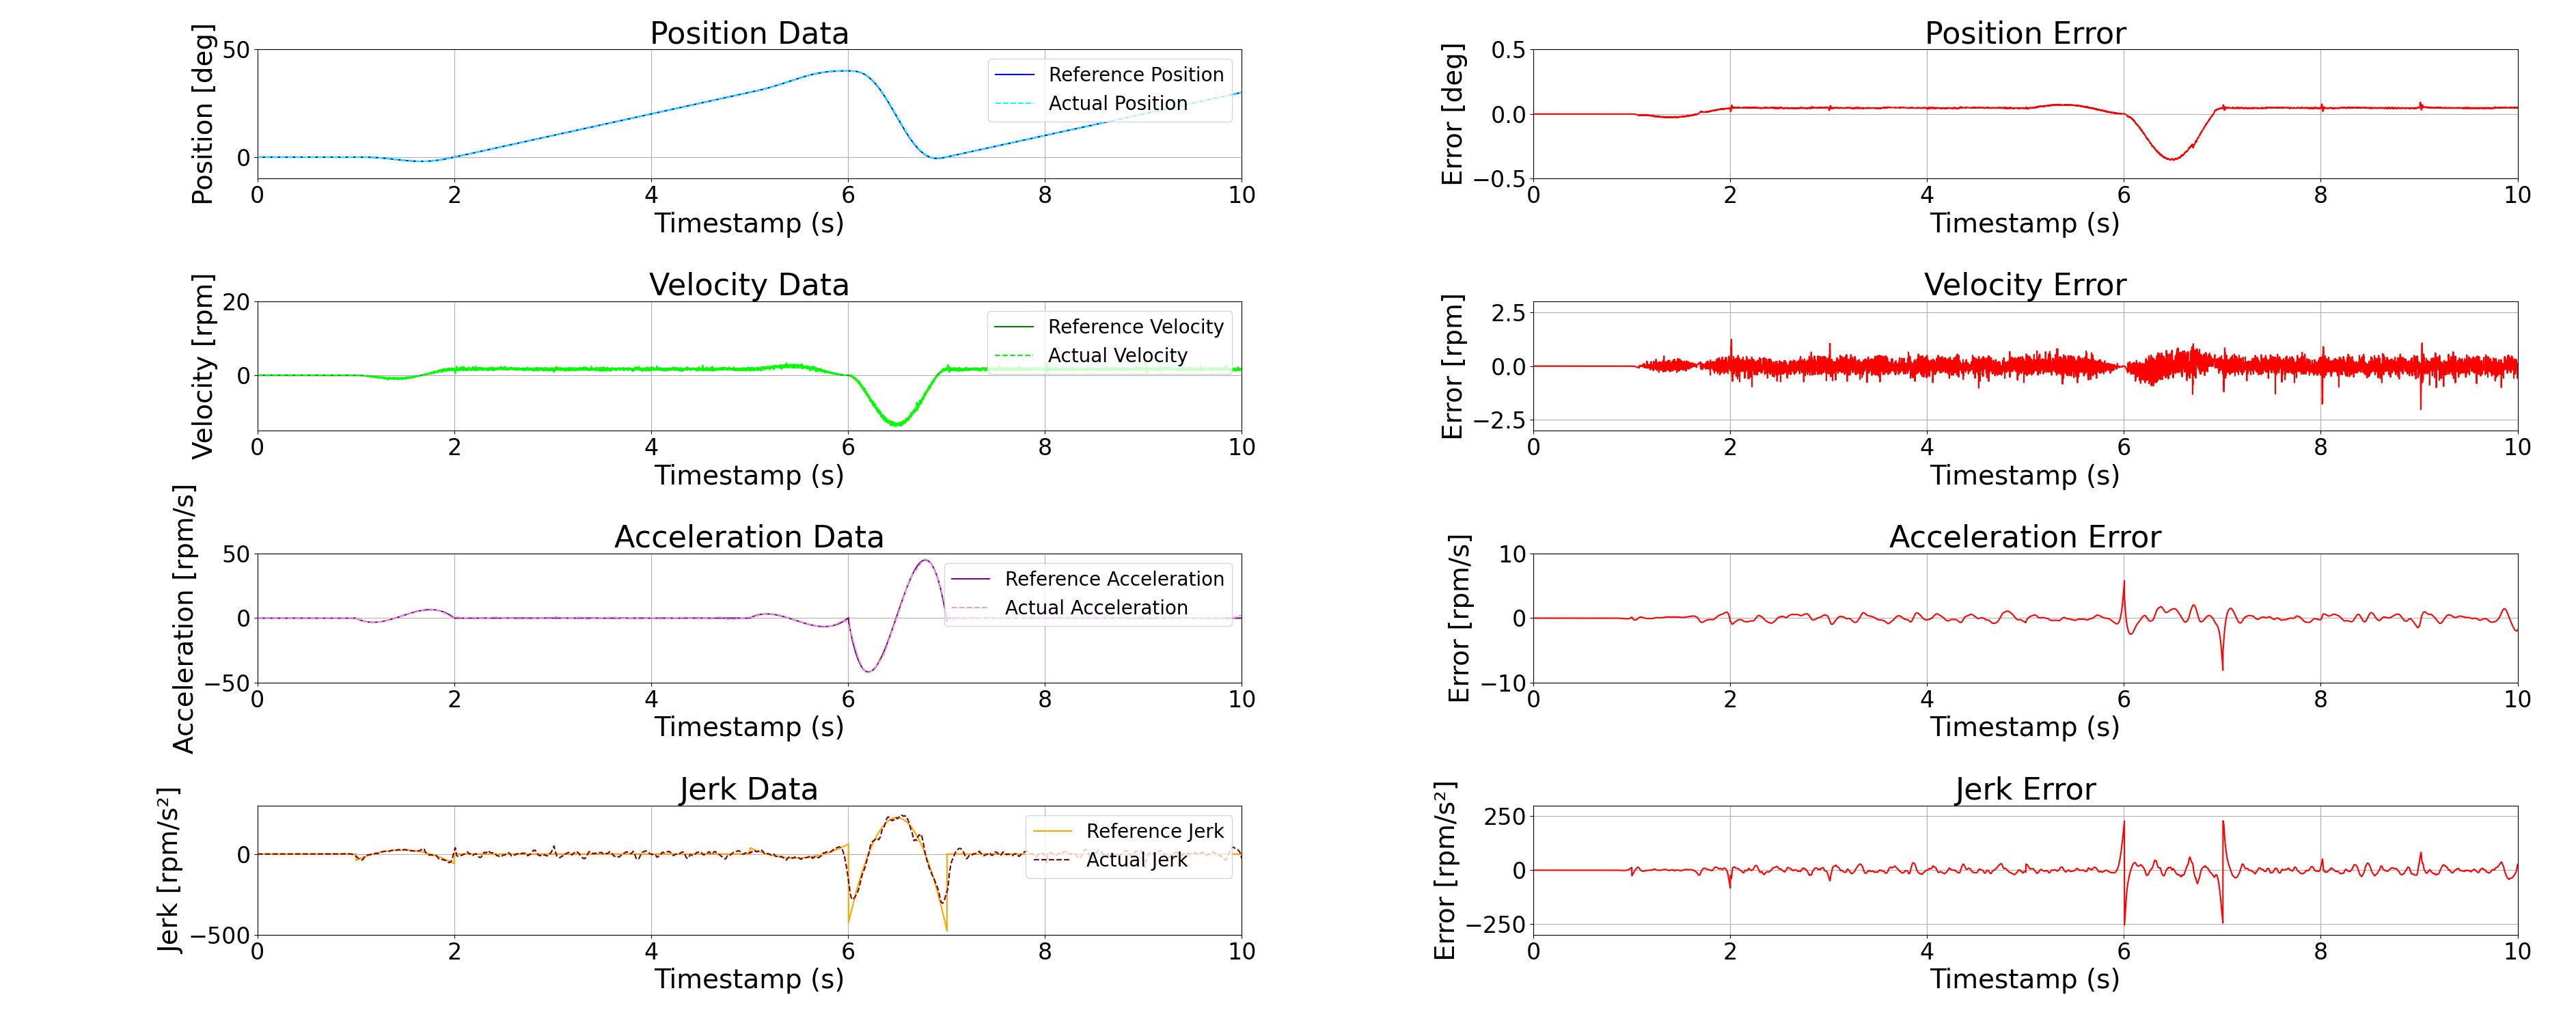 Position Data
Position [deg]
50
0
Reference Position
Actual Position
0 2 4 6 8 10
Timestamp (s)
Position Error
Error [deg]
0.5
0.0
−0.5
0 2 4 6 8 10
Timestamp (s)
Velocity Data
Velocity [rpm]
20
0
Reference Velocity
Actual Velocity
0 2 4 6 8 10
Timestamp (s)
Velocity Error
Error [rpm]
2.5
0.0
−2.5
0 2 4 6 8 10
Timestamp (s)
Acceleration Data
Acceleration [rpm/s]
50
0
−50
Reference Acceleration
Actual Acceleration
0 2 4 6 8 10
Timestamp (s)
Acceleration Error
Error [rpm/s]
10
0
−10
0 2 4 6 8 10
Timestamp (s)
Jerk Data
Jerk [rpm/s²]
0
−500
Reference Jerk
Actual Jerk
0 2 4 6 8 10
Timestamp (s)
Jerk Error
Error [rpm/s²]
250
0
−250
0 2 4 6 8 10
Timestamp (s)